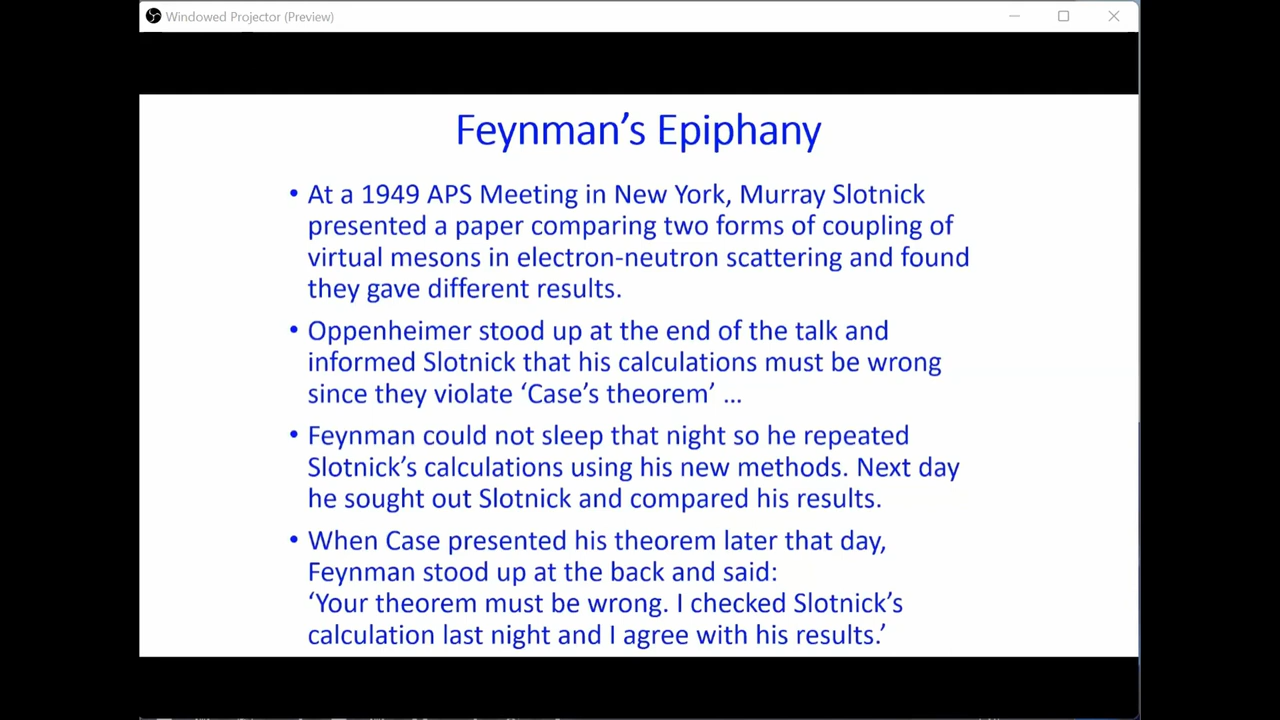 Windowed Projector (Preview)
Feynman’s Epiphany
• At a 1949 APS Meeting in New York, Murray Slotnick
presented a paper comparing two forms of coupling of
virtual mesons in electron-neutron scattering and found
they gave different results.
• Oppenheimer stood up at the end of the talk and
informed Slotnick that his calculations must be wrong
since they violate ‘Case’s theorem’ …
• Feynman could not sleep that night so he repeated
Slotnick’s calculations using his new methods. Next day
he sought out Slotnick and compared his results.
• When Case presented his theorem later that day,
Feynman stood up at the back and said:
‘Your theorem must be wrong. I checked Slotnick’s
calculation last night and I agree with his results.’